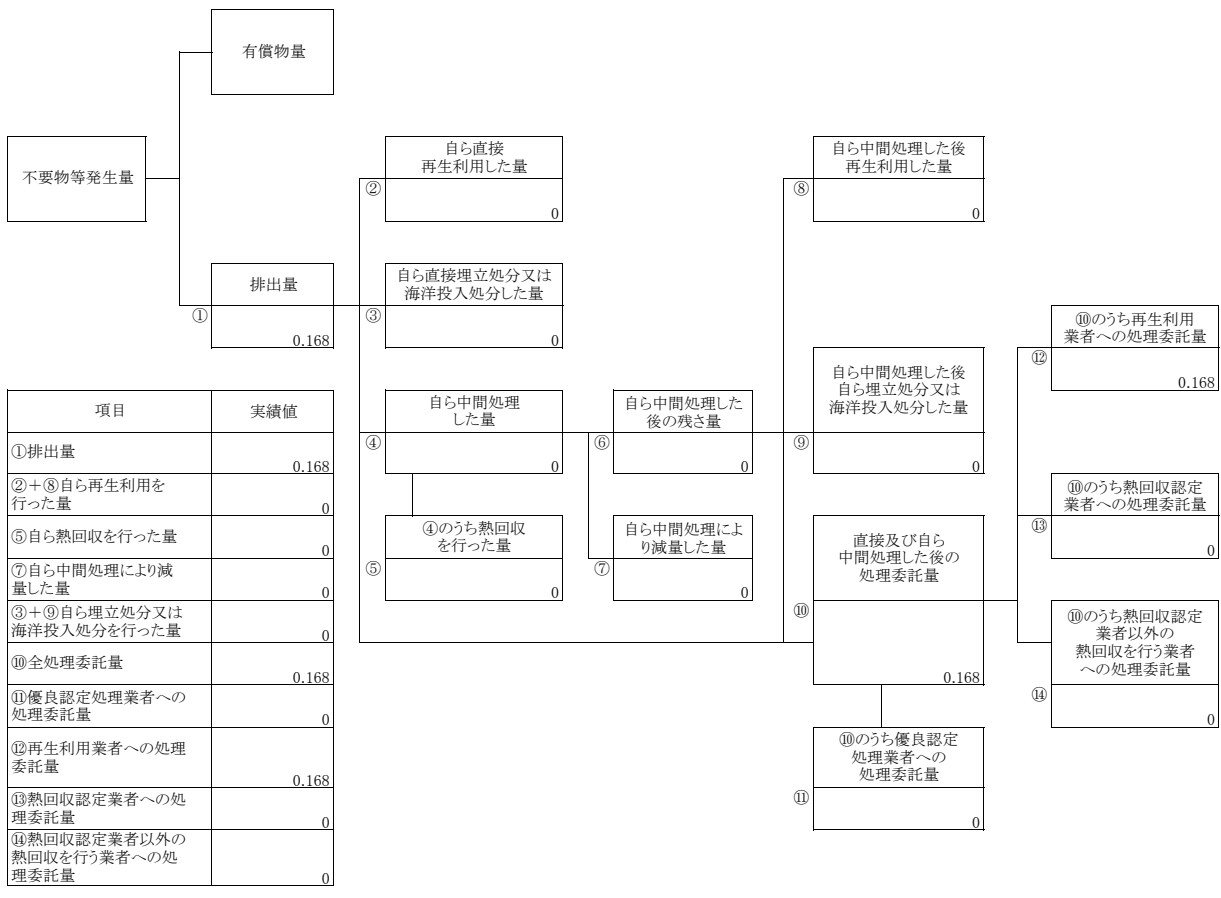 有償物量
不要物等発生量
排出量
①
0.168
自ら直接
再生利用した量
②
0
自ら直接埋立処分又は
海洋投入処分した量
③
0
自ら中間処理
した量
④
0
④のうち熱回収
を行った量
⑤
0
自ら中間処理した
後の残さ量
⑥
0
自ら中間処理によ
り減量した量
⑦
0
自ら中間処理した後
再生利用した量
⑧
0
自ら中間処理した後
自ら埋立処分又は
海洋投入処分した量
⑨
0
直接及び自ら
中間処理した後の
処理委託量
⑩
0.168
⑩のうち優良認定
処理業者への
処理委託量
⑪
0
⑩のうち再生利用
業者への処理委託量
⑫
0.168
⑩のうち熱回収認定
業者への処理委託量
⑬
0
⑩のうち熱回収認定
業者以外の
熱回収を行う業者
への処理委託量
⑭
0
項目 実績値
①排出量
0.168
②＋⑧自ら再生利用を
行った量
0
⑤自ら熱回収を行った量
0
⑦自ら中間処理により減
量した量
0
③＋⑨自ら埋立処分又は
海洋投入処分を行った量
0
⑩全処理委託量
0.168
⑪優良認定処理業者への
処理委託量
0
⑫再生利用業者への処理
委託量
0.168
⑬熱回収認定業者への処
理委託量
0
⑭熱回収認定業者以外の
熱回収を行う業者への処
理委託量
0